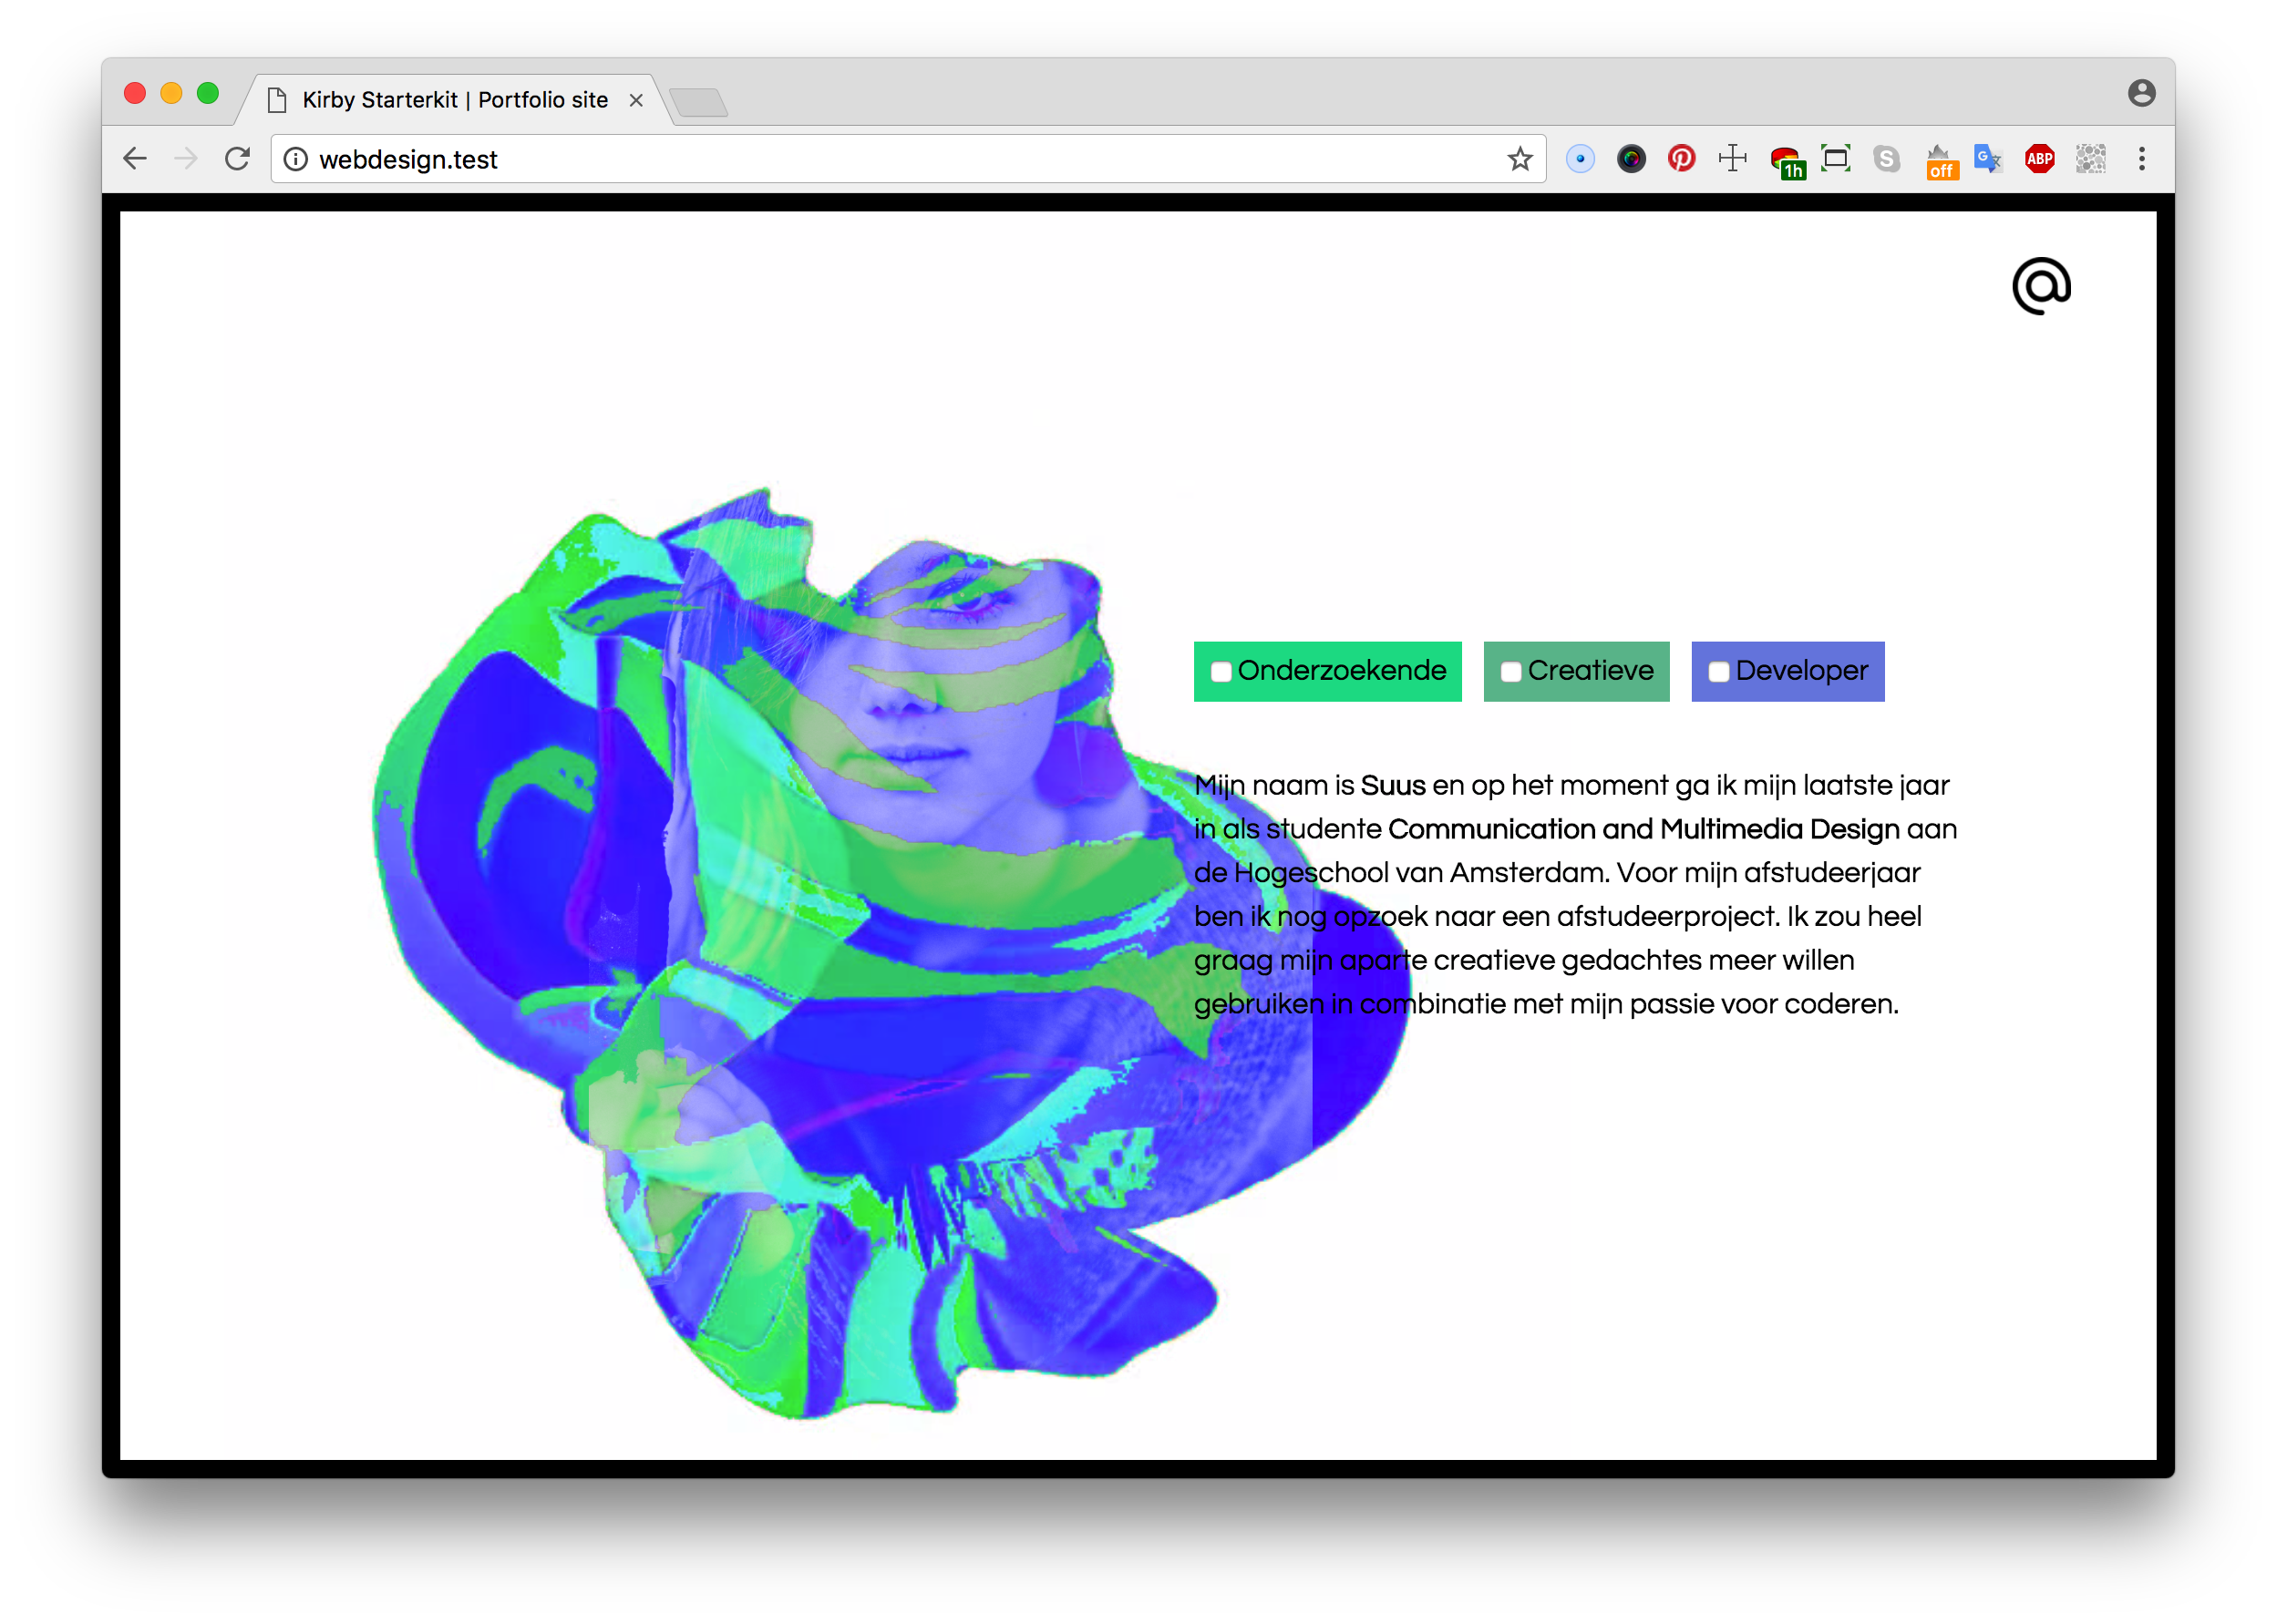 Kirby Starterkit | Portfolio site
webdesign.test
1h
S
off
G
ABP
@
Onderzoekende
Creatieve
Developer
Mijn naam is Suus en op het moment ga ik mijn laatste jaar
in als studente Communication and Multimedia Design aan
de Hogeschool van Amsterdam. Voor mijn afstudeerjaar
ben ik nog opzoek naar een afstudeerproject. Ik zou heel
graag mijn aparte creatieve gedachtes meer willen
gebruiken in combinatie met mijn passie voor coderen.